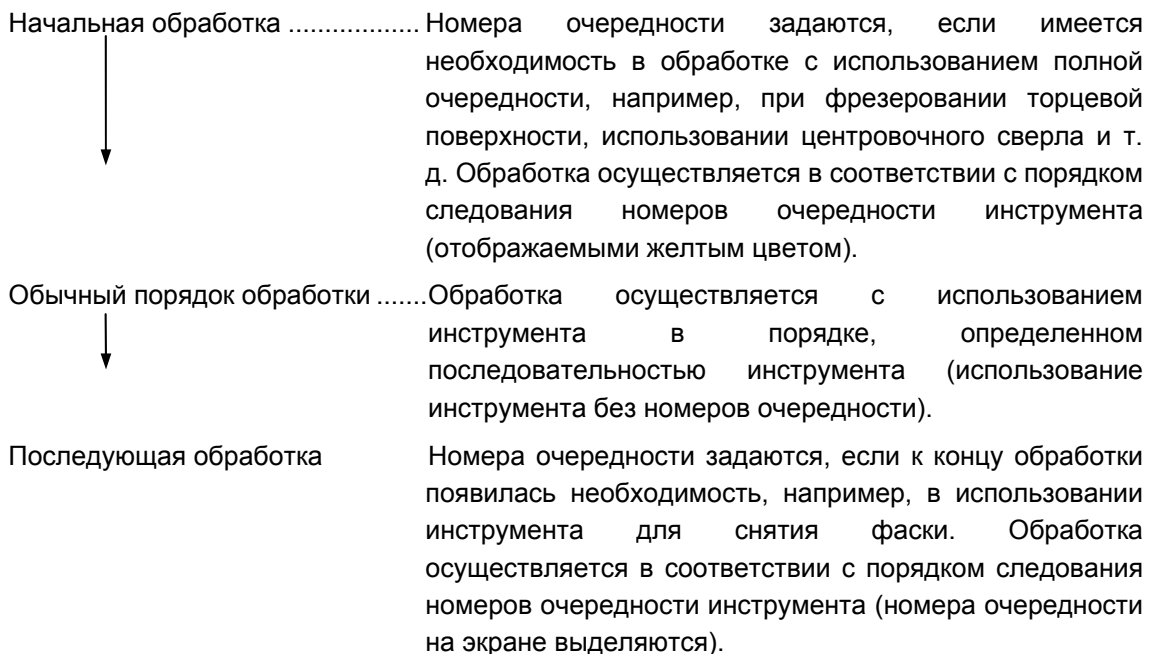 Начальная обработка .................. Номера очередности задаются, если имеется
необходимость в обработке с использованием полной
очередности, например, при фрезеровании торцевой
поверхности, использовании центровочного сверла и т.
д. Обработка осуществляется в соответствии с порядком
следования номеров очередности инструмента
(отображаемыми желтым цветом).
Обычный порядок обработки .......Обработка осуществляется с использованием
инструмента в порядке, определенном
последовательностью инструмента (использование
инструмента без номеров очередности).
Последующая обработка Номера очередности задаются, если к концу обработки
появилась необходимость, например, в использовании
инструмента для снятия фаски. Обработка
осуществляется в соответствии с порядком следования
номеров очередности инструмента (номера очередности
на экране выделяются).